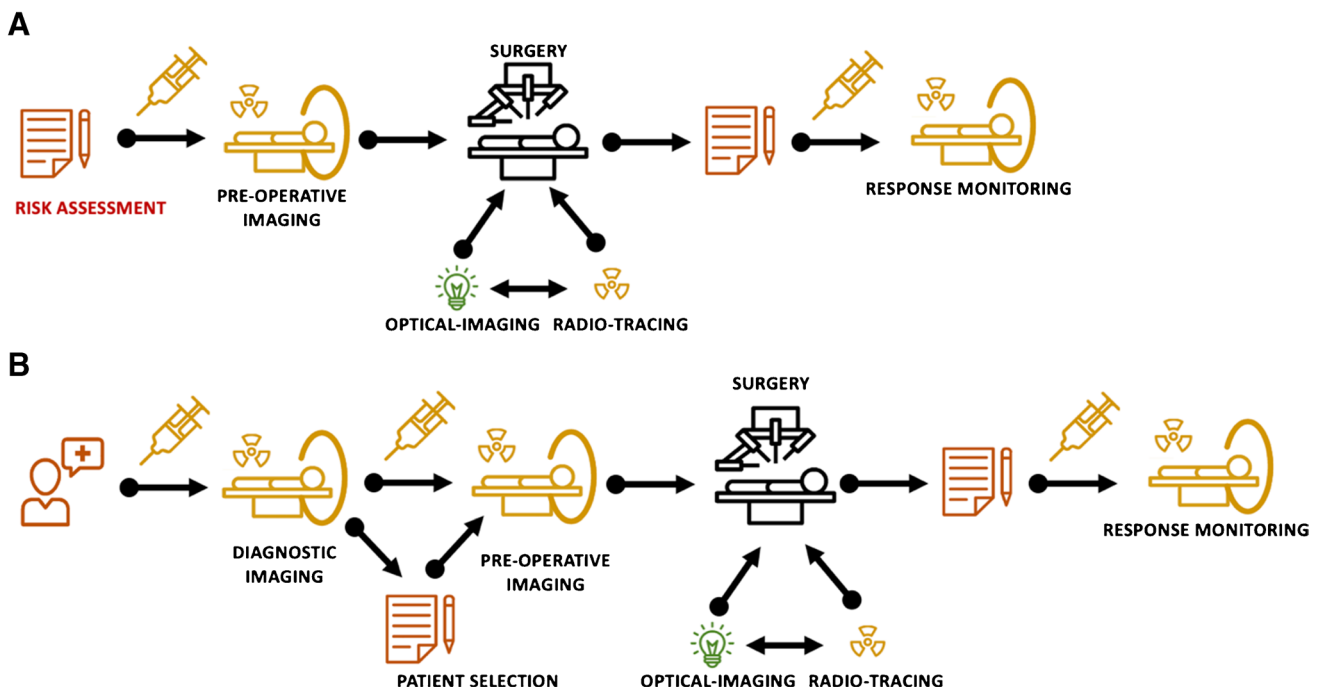 A
SURGERY
RISK ASSESSMENT
PRE-OPERATIVE
IMAGING
RESPONSE MONITORING
OPTICAL-IMAGING
RADIO-TRACING
B
SURGERY
DIAGNOSTIC
IMAGING
PRE-OPERATIVE
IMAGING
RESPONSE MONITORING
PATIENT SELECTION
OPTICAL-IMAGING
RADIO-TRACING